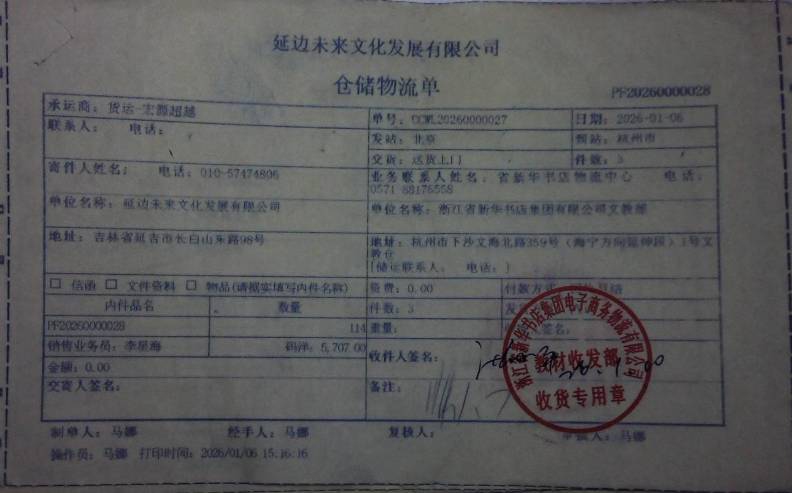 延边未来文化发展有限公司
仓储物流单
PF20260000028
承运商：货运-宏源超越
单号：CCWL20260000027
日期：2026-01-06
联系人： 电话：
发站：北京
到站：杭州市
交货：送货上门
件数：3
寄件人姓名： 电话：010-57474806
业务联系人姓名：省新华书店物流中心 电话：
0571 88176558
单位名称：延边未来文化发展有限公司
单位名称：浙江省新华书店集团有限公司文教部
地址：吉林省延吉市长白山东路98号
地址：杭州市下沙文海北路359号（海宁方向延伸段）1号文
[储运联系人： 电话：]
□ 信函 □ 文件资料 □ 物品(请据实填写内件名称)
资费：0.00
付款方式
内件品名
数量
件数：3
PF20260000028
114
重量：
签名：
销售业务员：李星海
码洋：5,707.00
收件人签名：
金额：0.00
交寄人签名：
备注：
浙江省新华书店集团电子商务物流有限公司
教材收发部
收货专用章
制单人：马娜
经手人：马娜
复核人：
审核人：马娜
操作员：马娜 打印时间：2026/01/06 15:16:16